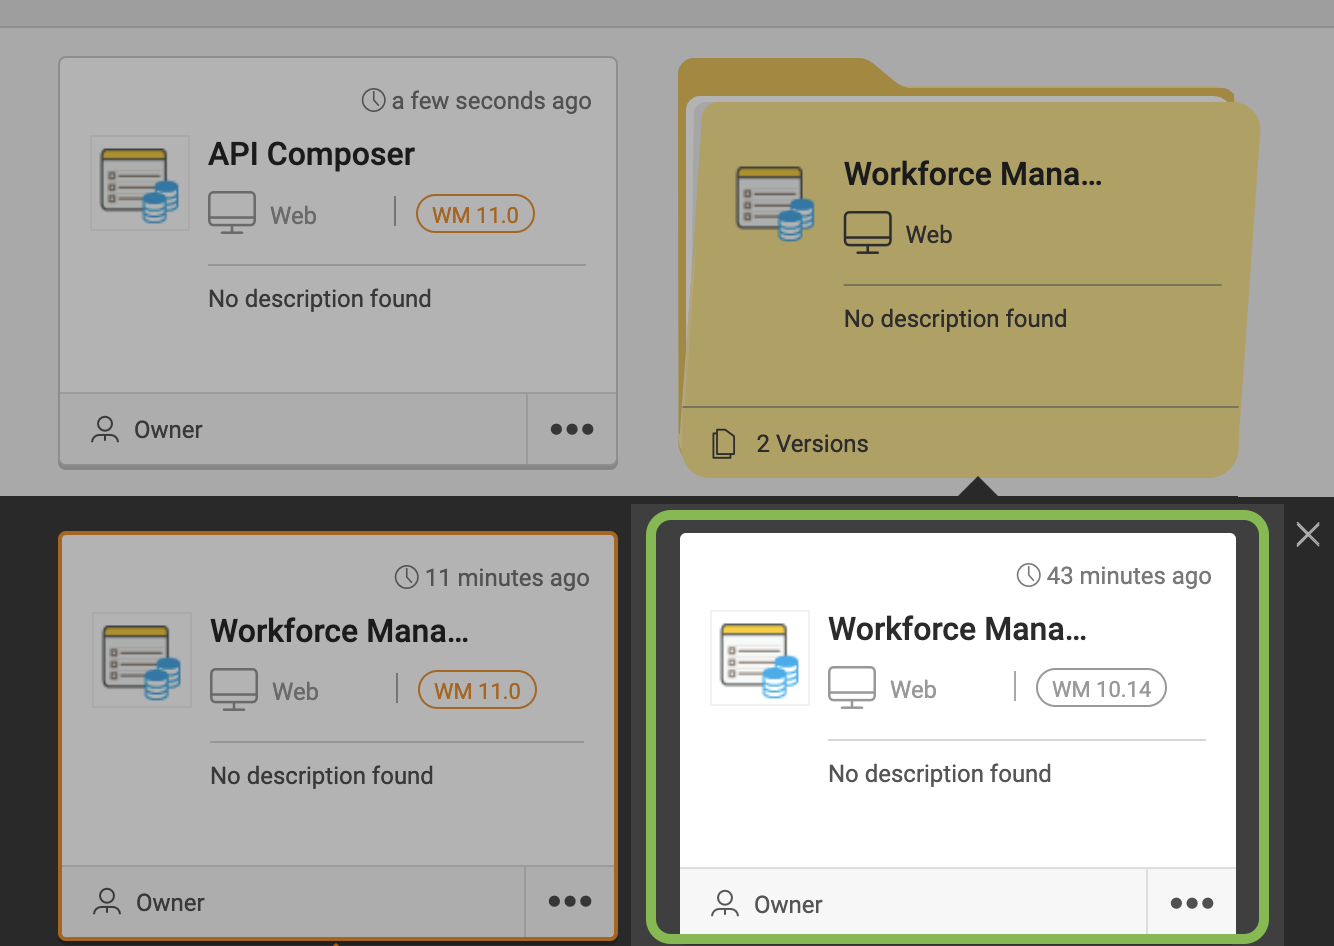 a few seconds ago
API Composer
Web
WM 11.0
No description found
Owner
Workforce Mana...
Web
No description found
2 Versions
11 minutes ago
Workforce Mana...
Web
WM 11.0
No description found
Owner
43 minutes ago
Workforce Mana...
Web
WM 10.14
No description found
Owner